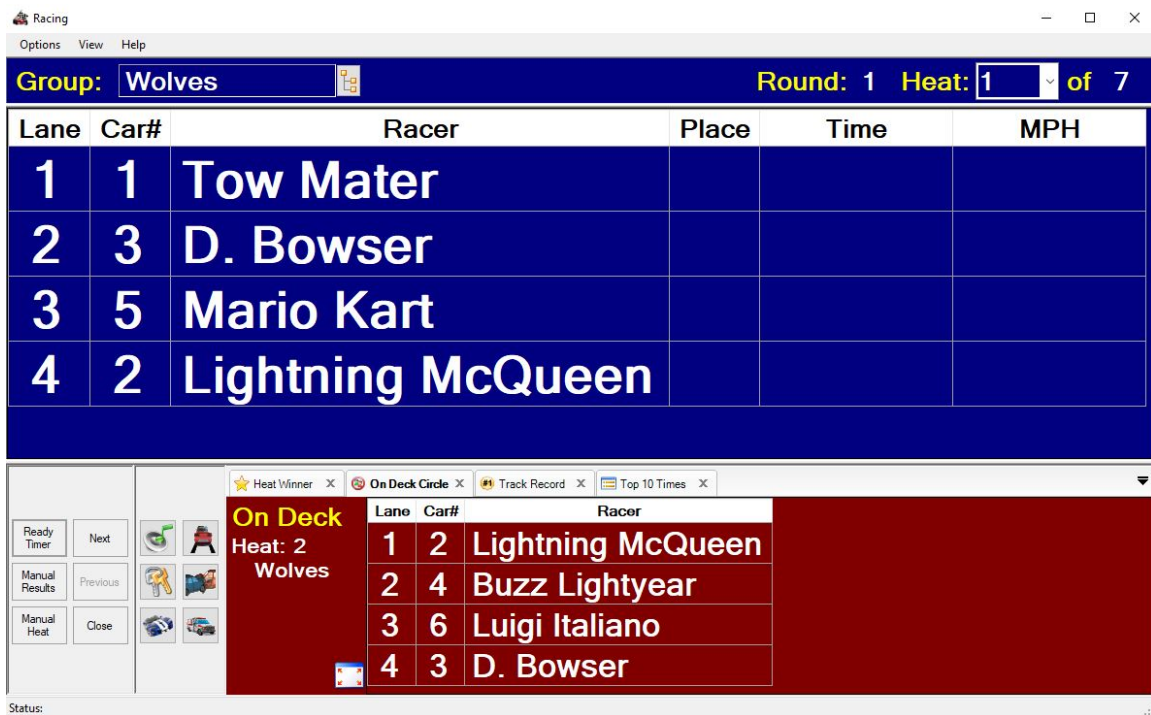 Racing
Options View Help
Group: Wolves Round: 1 Heat: 1 of 7
Lane Car# Racer Place Time MPH
1 1 Tow Mater
2 3 D. Bowser
3 5 Mario Kart
4 2 Lightning McQueen
Heat Winner X On Deck Circle X #1 Track Record X Top 10 Times X
On Deck
Heat: 2
Wolves
Lane Car# Racer
1 2 Lightning McQueen
2 4 Buzz Lightyear
3 6 Luigi Italiano
4 3 D. Bowser
Ready
Timer
Next
Manual
Results
Previous
Manual
Heat
Close
Status: